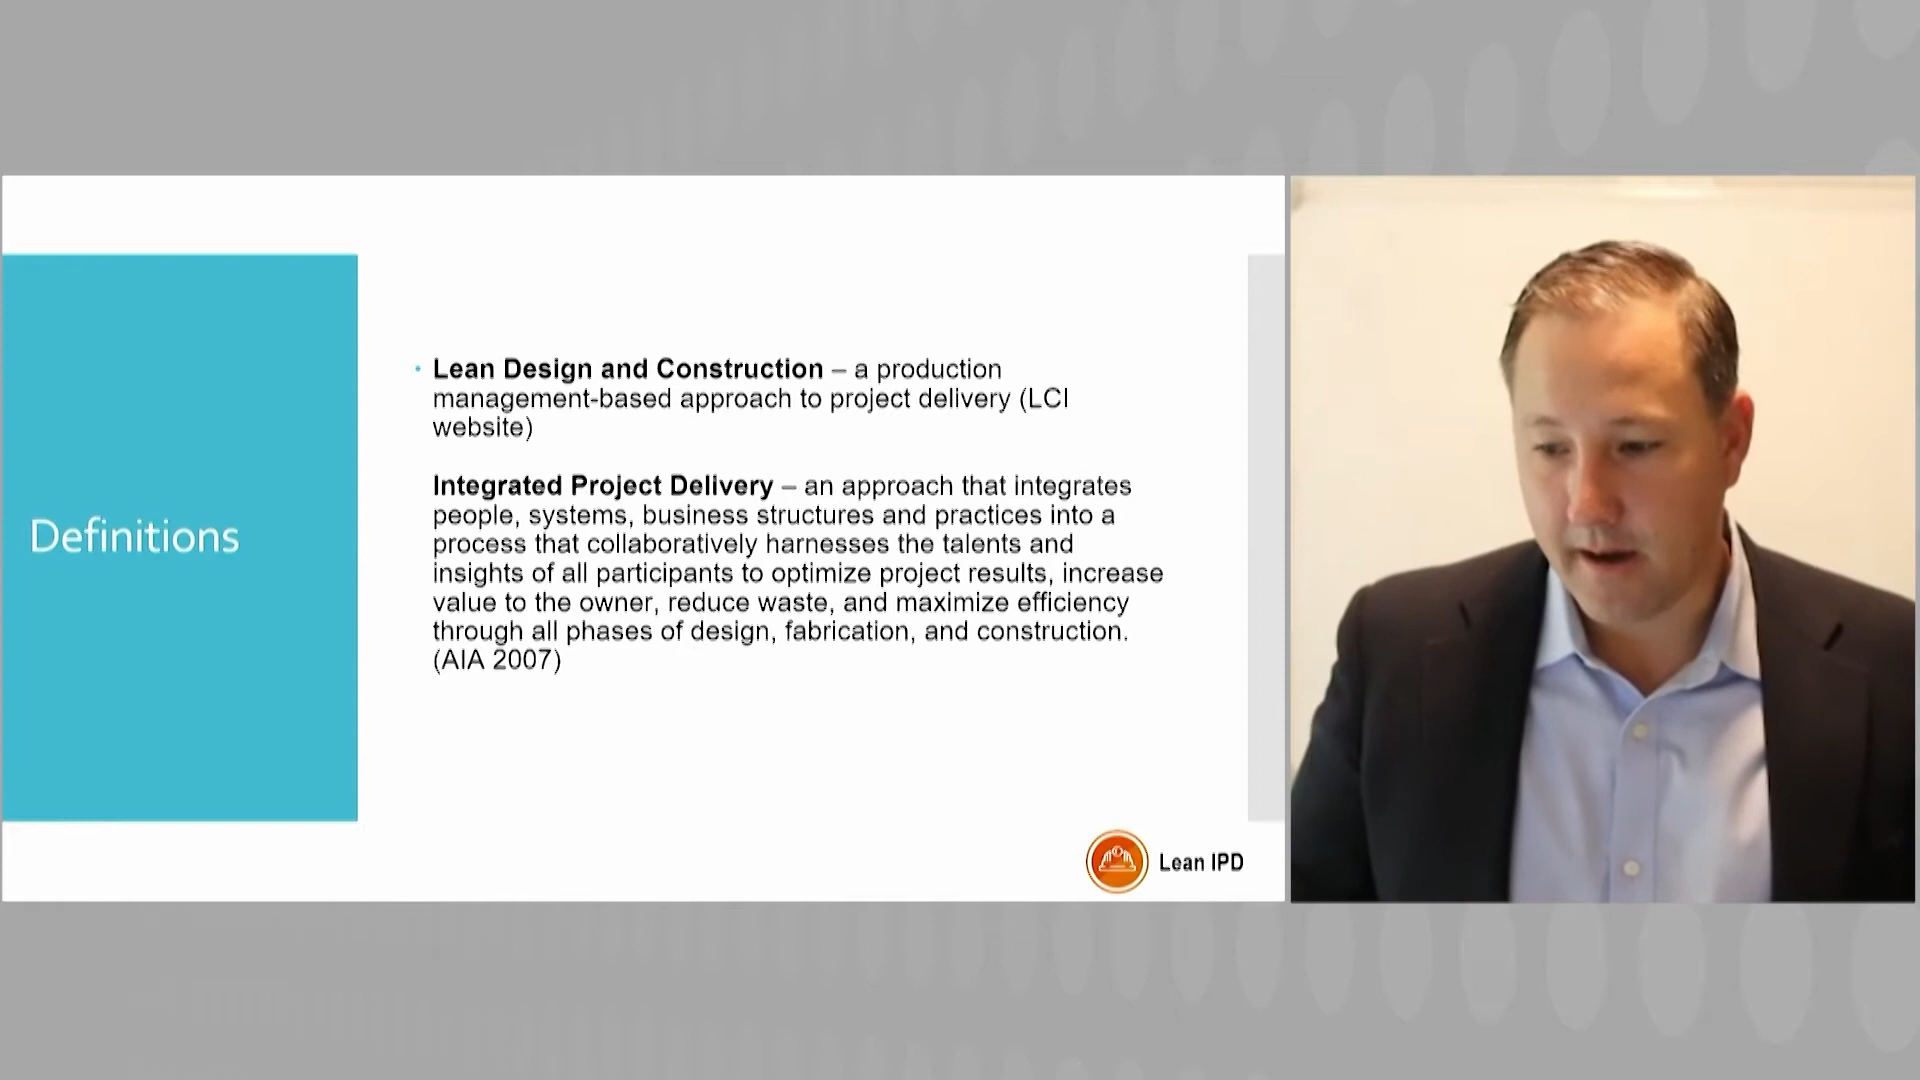 Definitions
Lean Design and Construction – a production
management-based approach to project delivery (LCI
website)
Integrated Project Delivery – an approach that integrates
people, systems, business structures and practices into a
process that collaboratively harnesses the talents and
insights of all participants to optimize project results, increase
value to the owner, reduce waste, and maximize efficiency
through all phases of design, fabrication, and construction.
(AIA 2007)
Lean IPD